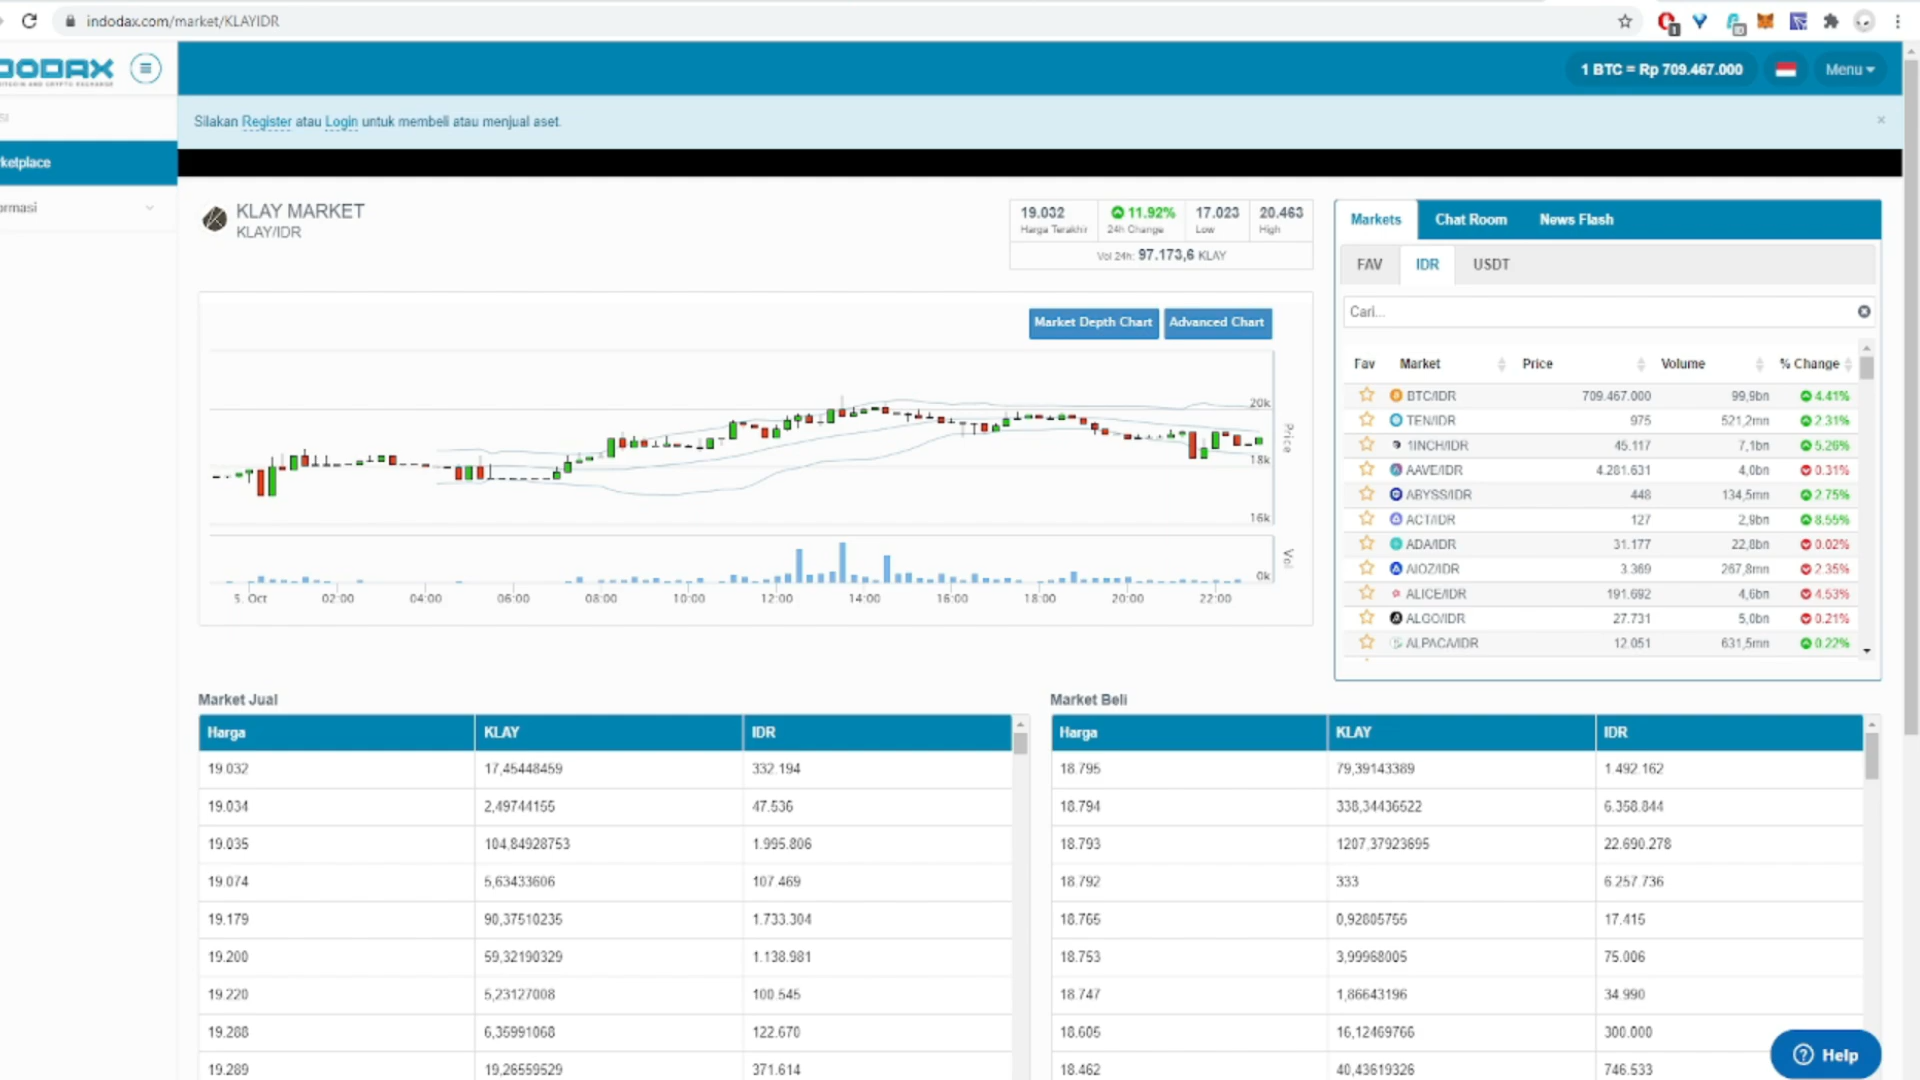 indodax.com/market/KLAYIDR
1 BTC = Rp 709.467.000
Menu
Silakan Register atau Login untuk membeli atau menjual aset.
KLAY MARKET
KLAY/IDR
19.032
Harga Terakhir
11.92%
24h Change
17.023
Low
20.463
High
Vol 24h: 97.173,6 KLAY
Market Depth Chart
Advanced Chart
20k
18k
16k
Price
0k
Vol
5. Oct 02:00 04:00 06:00 08:00 10:00 12:00 14:00 16:00 18:00 20:00 22:00
Markets Chat Room News Flash
FAV IDR USDT
Cari...
Fav Market Price Volume % Change
BTC/IDR 709.467.000 99,9bn 4.41%
TEN/IDR 975 521,2mn 2.31%
1INCH/IDR 45.117 7,1bn 5.26%
AAVE/IDR 4.281.631 4,0bn 0.31%
ABYSS/IDR 448 134,5mn 2.75%
ACT/IDR 127 2,9bn 8.55%
ADA/IDR 31.177 22,8bn 0.02%
AIOZ/IDR 3.369 267,8mn 2.35%
ALICE/IDR 191.692 4,6bn 4.53%
ALGO/IDR 27.731 5,0bn 0.21%
ALPACA/IDR 12.051 631,5mn 0.22%
Market Jual
Harga KLAY IDR
19.032 17,45448459 332.194
19.034 2,49744155 47.536
19.035 104,84928753 1.995.806
19.074 5,63433606 107.469
19.179 90,37510235 1.733.304
19.200 59,32190329 1.138.981
19.220 5,23127008 100.545
19.288 6,35991068 122.670
19.289 19,26559529 371.614
Market Beli
Harga KLAY IDR
18.795 79,39143389 1.492.162
18.794 338,34436522 6.358.844
18.793 1207,37923695 22.690.278
18.792 333 6.257.736
18.765 0,92805755 17.415
18.753 3,99968005 75.006
18.747 1,86643196 34.990
18.605 16,12469766 300.000
18.462 40,43619326 746.533
Help